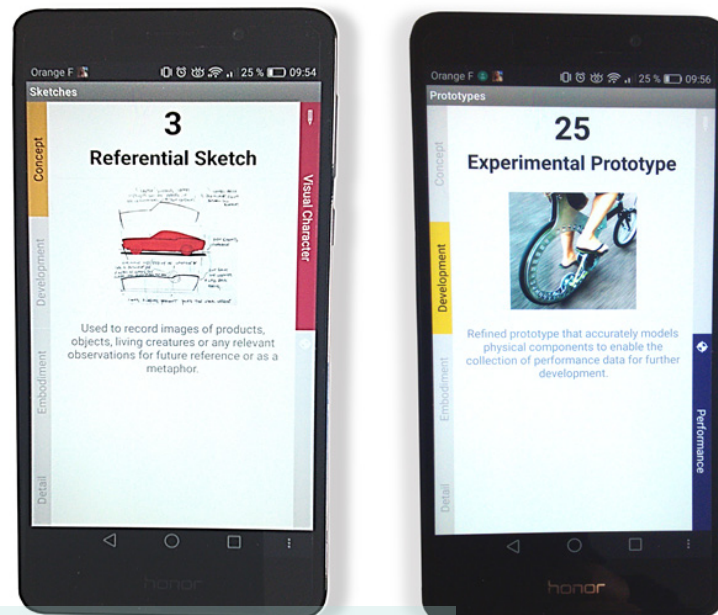 Orange F
25 % 09:54
Sketches
3
Referential Sketch
Concept
Development
Embodiment
Detail
Visual Character
Used to record images of products,
objects, living creatures or any relevant
observations for future reference or as a
metaphor.
honor
Orange F
25 % 09:56
Prototypes
25
Experimental Prototype
Concept
Development
Embodiment
Detail
Performance
Refined prototype that accurately models
physical components to enable the
collection of performance data for further
development.
honor